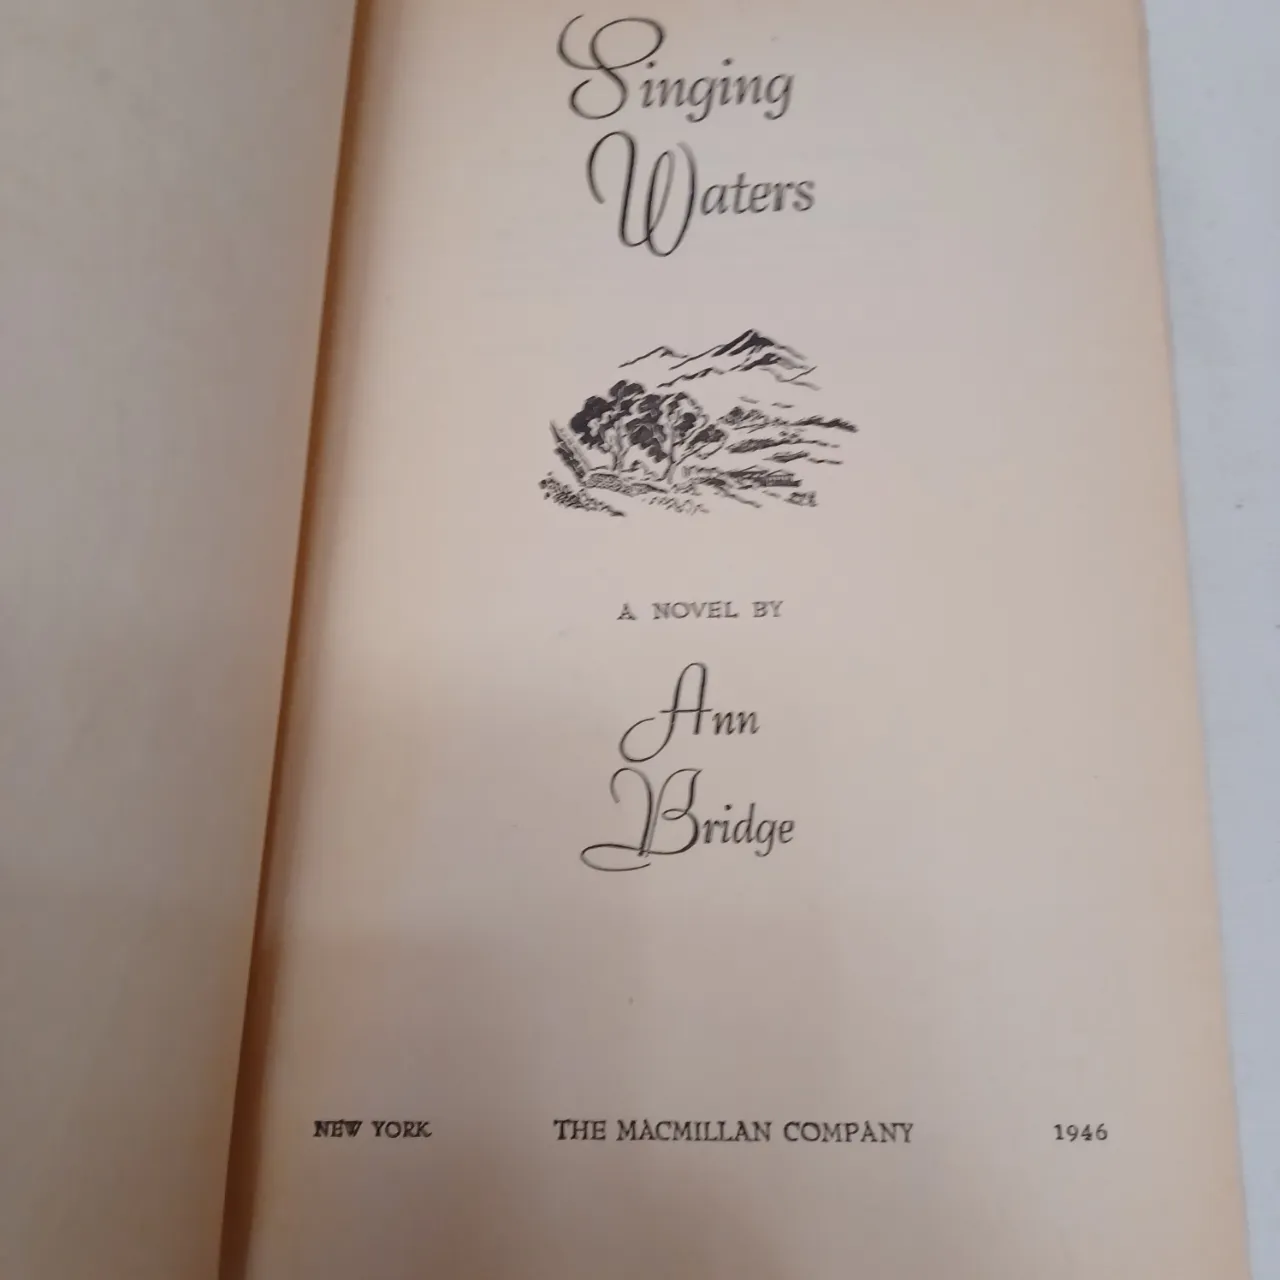 Singing
Waters
A NOVEL BY
Ann
Bridge
NEW YORK THE MACMILLAN COMPANY 1946